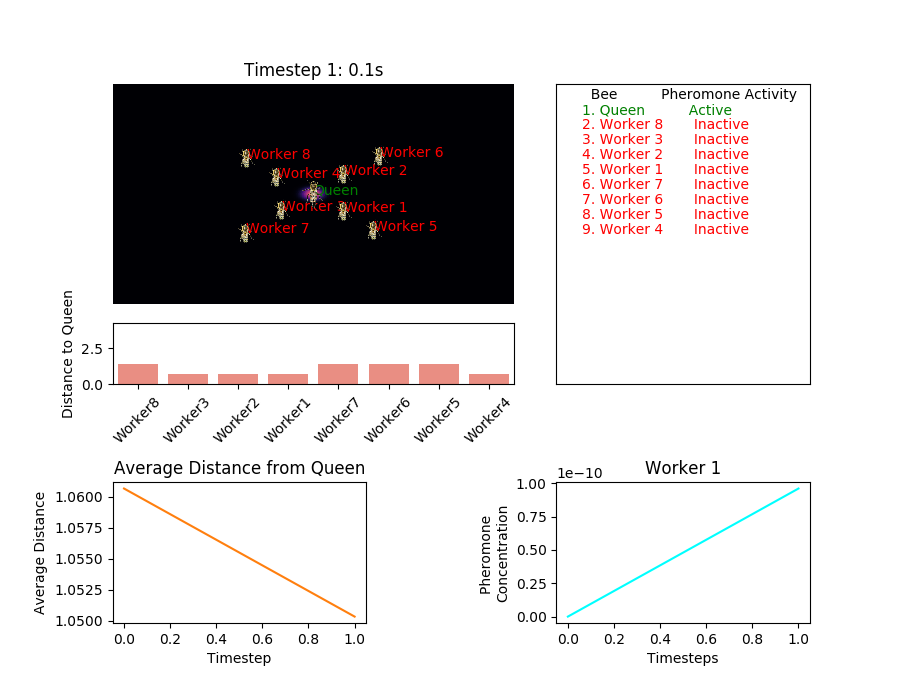 Timestep 1: 0.1s
Worker 8
Worker 6
Worker 4
Worker 2
Queen
Worker
Worker 1
Worker 7
Worker 5
Bee Pheromone Activity
1. Queen Active
2. Worker 8 Inactive
3. Worker 3 Inactive
4. Worker 2 Inactive
5. Worker 1 Inactive
6. Worker 7 Inactive
7. Worker 6 Inactive
8. Worker 5 Inactive
9. Worker 4 Inactive
Distance to Queen
2.5
0.0
Worker8
Worker3
Worker2
Worker1
Worker7
Worker6
Worker5
Worker4
Average Distance from Queen
Average Distance
1.0600
1.0575
1.0550
1.0525
1.0500
0.0 0.2 0.4 0.6 0.8 1.0
Timestep
Worker 1
1e−10
Pheromone
Concentration
1.00
0.75
0.50
0.25
0.00
0.0 0.2 0.4 0.6 0.8 1.0
Timesteps